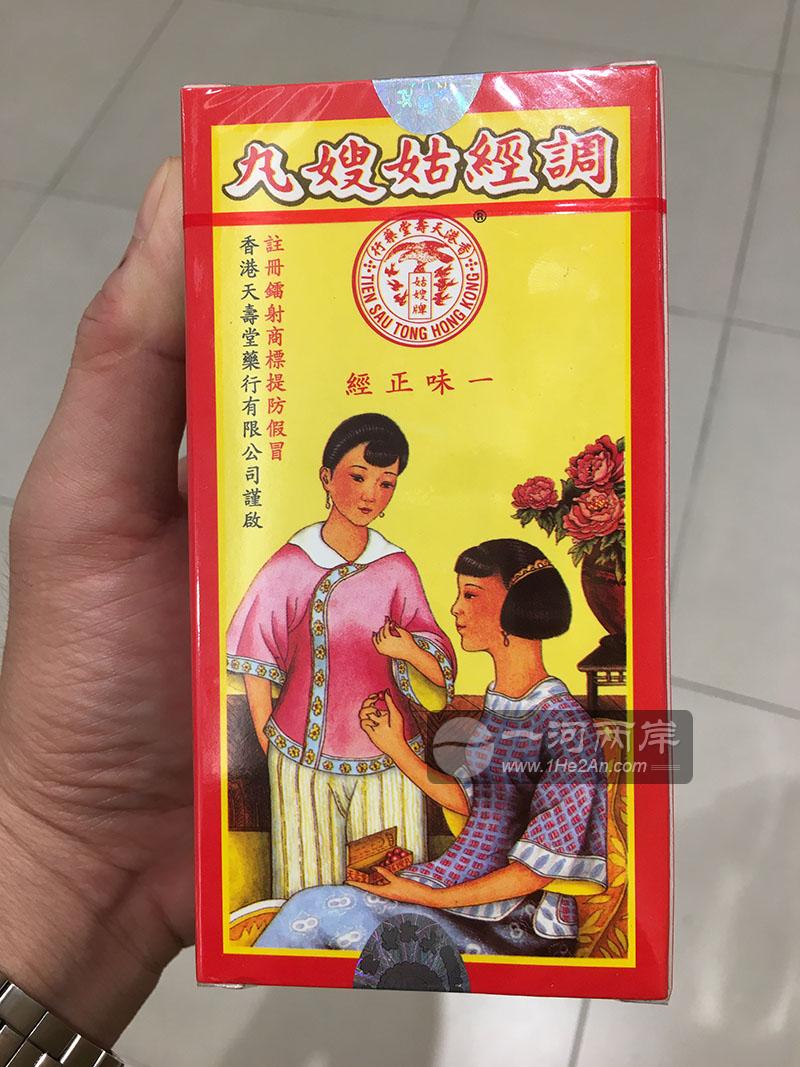 調經姑嫂丸
®
香港天壽堂藥行
姑嫂牌
TIEN SAU TONG HONG KONG
一味正經
註冊鐳射商標提防假冒
香港天壽堂藥行有限公司謹啟
一河两岸
www.1He2An.com